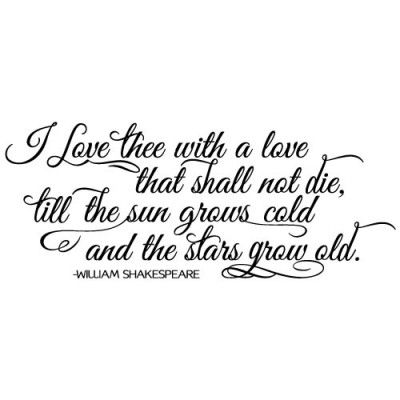 I Love thee with a love
that shall not die,
till the sun grows cold
and the stars grow old.
-WILLIAM SHAKESPEARE